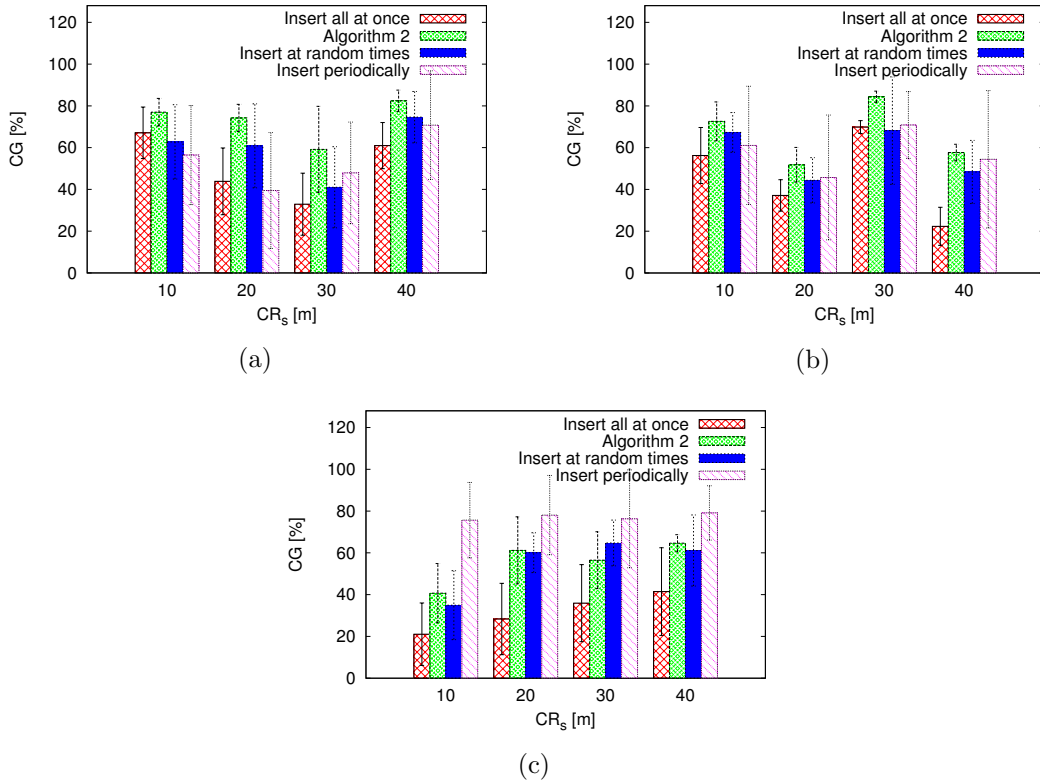 120
100
80
60
40
20
0
CG [%]
Insert all at once
Algorithm 2
Insert at random times
Insert periodically
10 20 30 40
CRs [m]
(a)
120
100
80
60
40
20
0
CG [%]
Insert all at once
Algorithm 2
Insert at random times
Insert periodically
10 20 30 40
CRs [m]
(b)
120
100
80
60
40
20
0
CG [%]
Insert all at once
Algorithm 2
Insert at random times
Insert periodically
10 20 30 40
CRs [m]
(c)